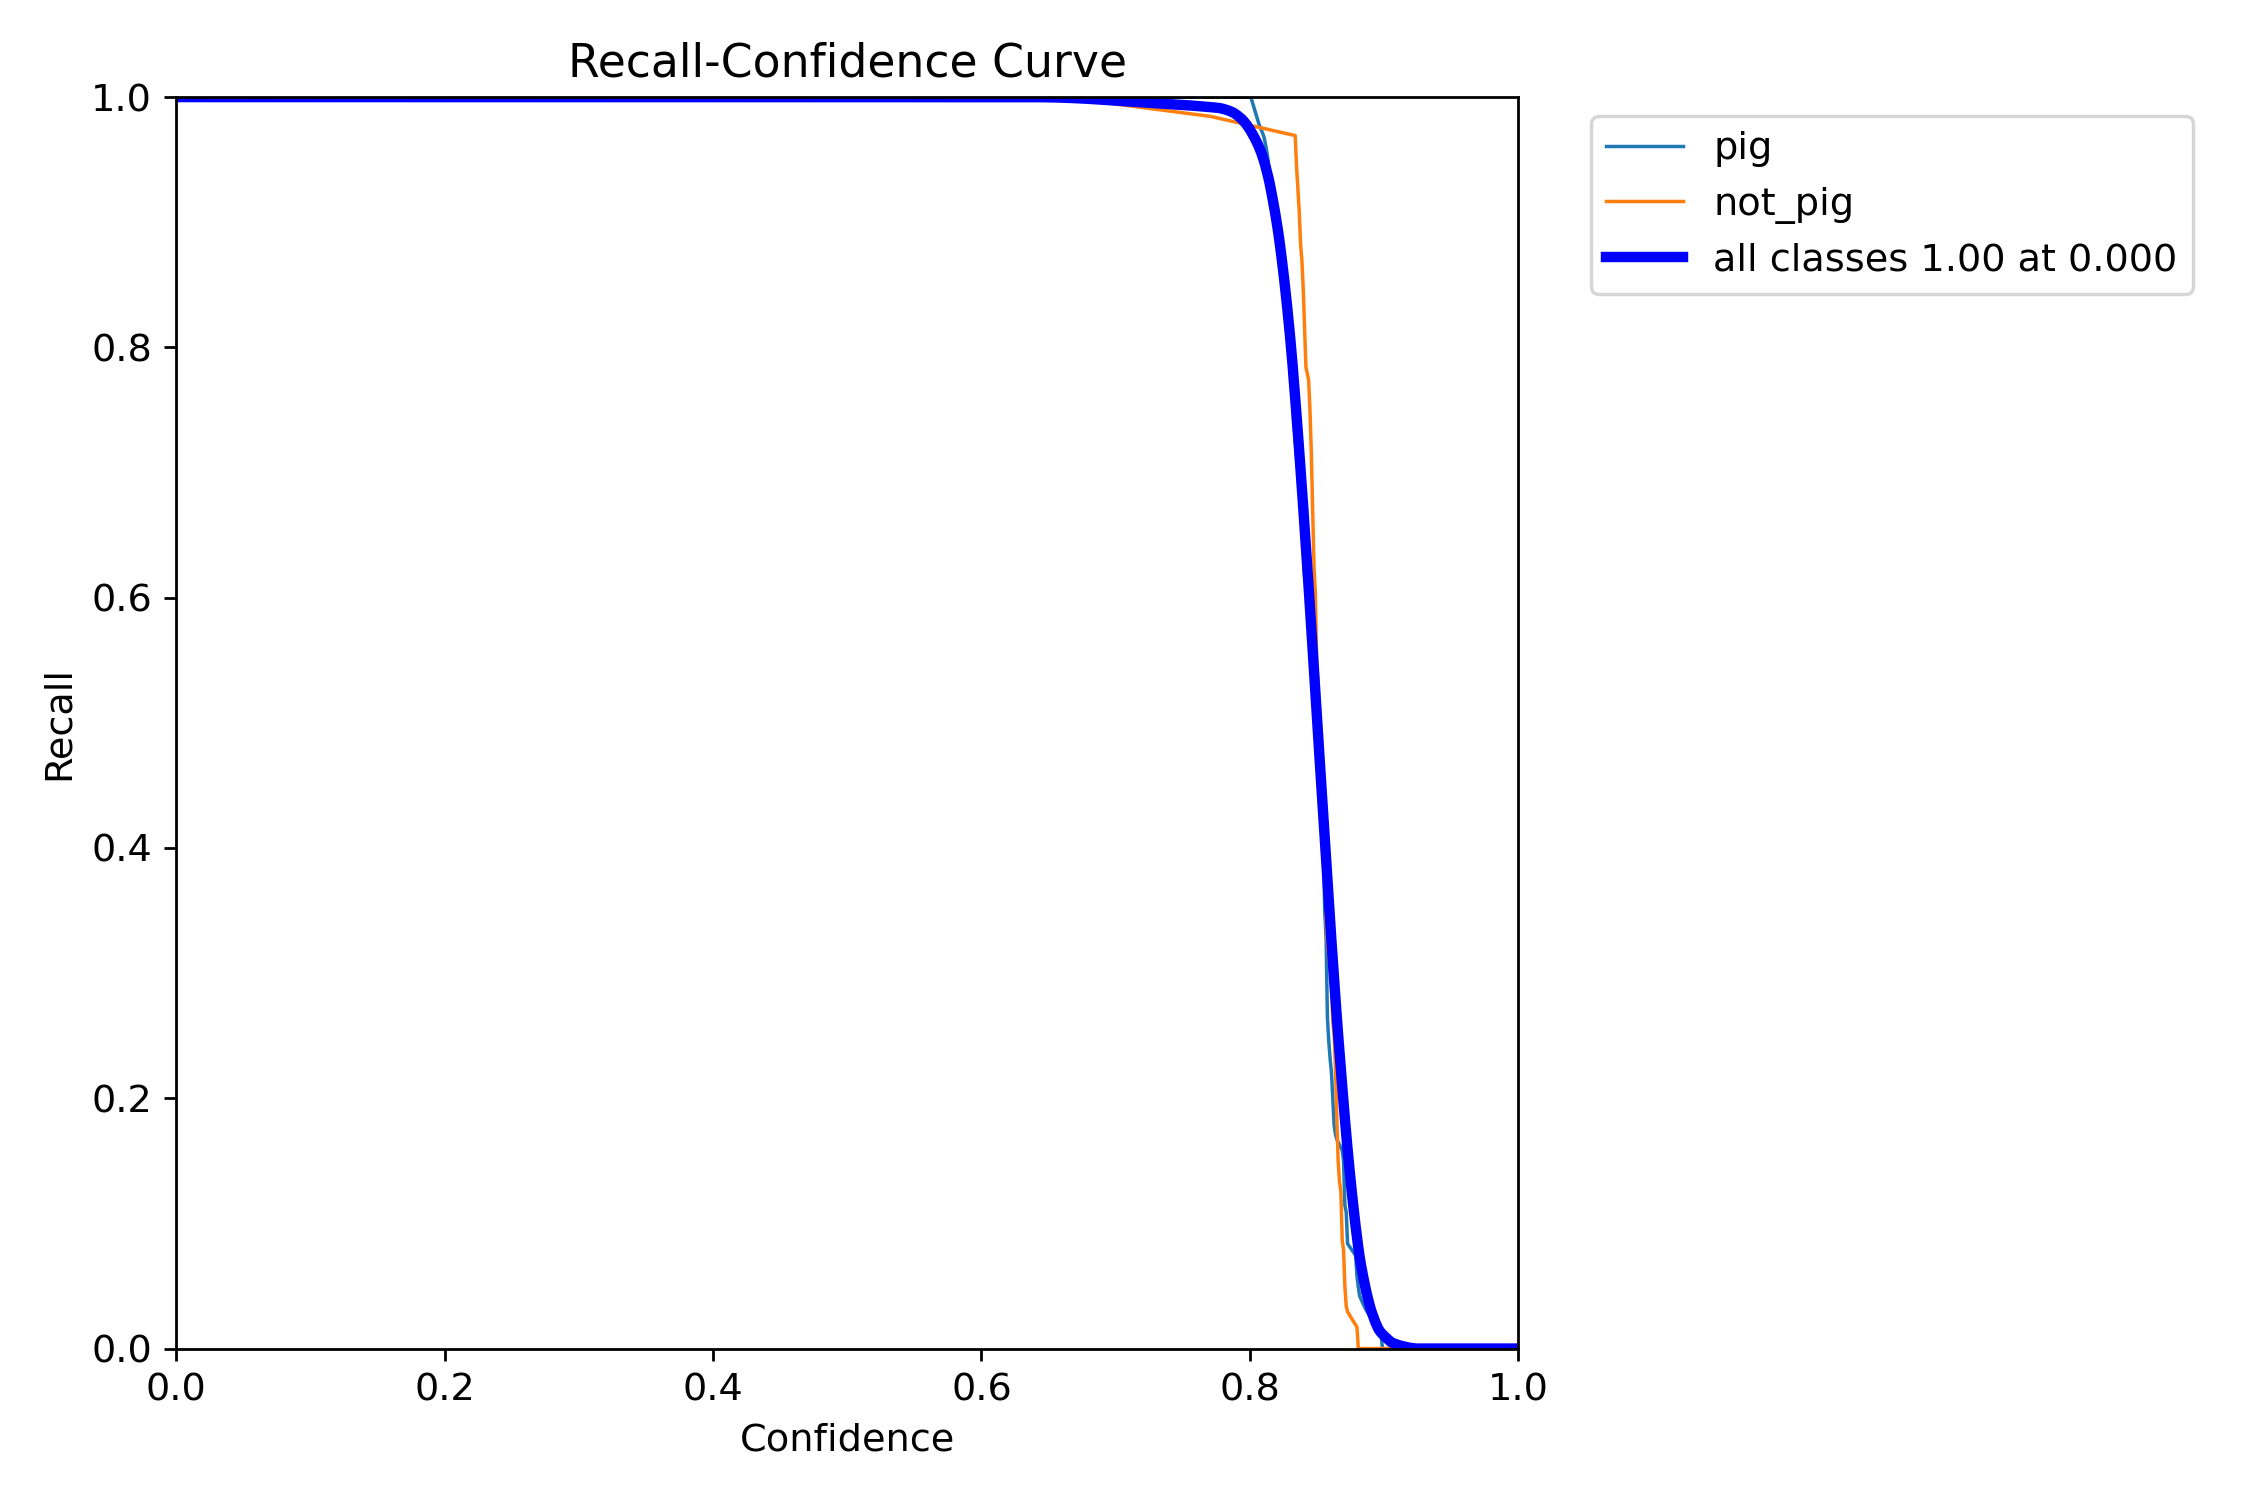 Recall-Confidence Curve
1.0
0.8
0.6
0.4
0.2
0.0
Recall
0.0 0.2 0.4 0.6 0.8 1.0
Confidence
pig
not_pig
all classes 1.00 at 0.000